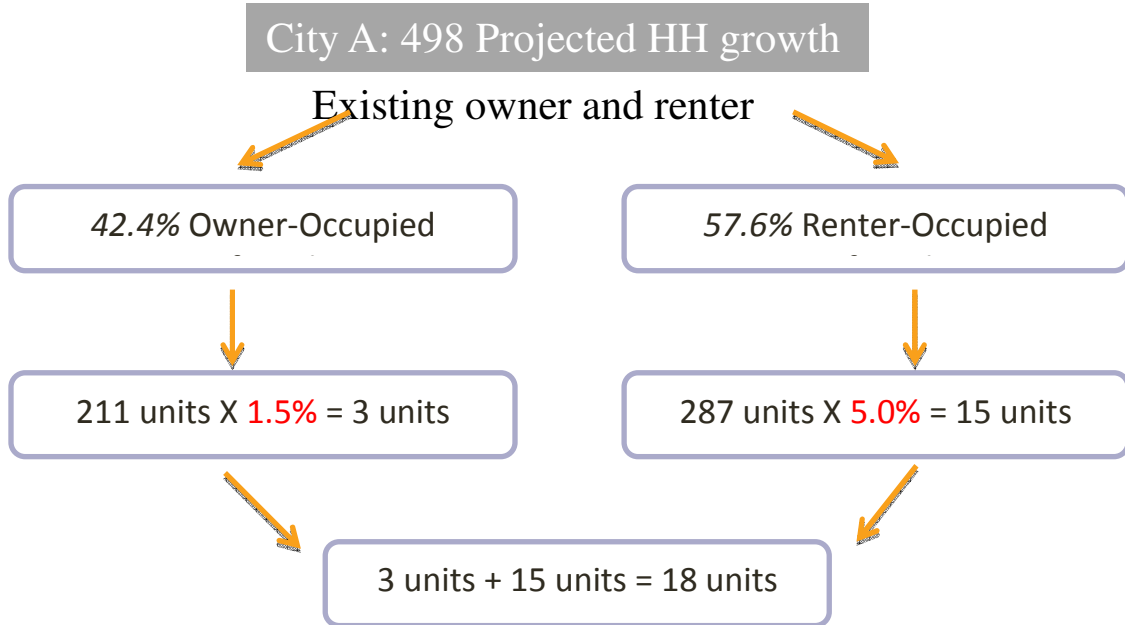 City A: 498 Projected HH growth
Existing owner and renter
42.4% Owner-Occupied
57.6% Renter-Occupied
211 units X 1.5% = 3 units
287 units X 5.0% = 15 units
3 units + 15 units = 18 units